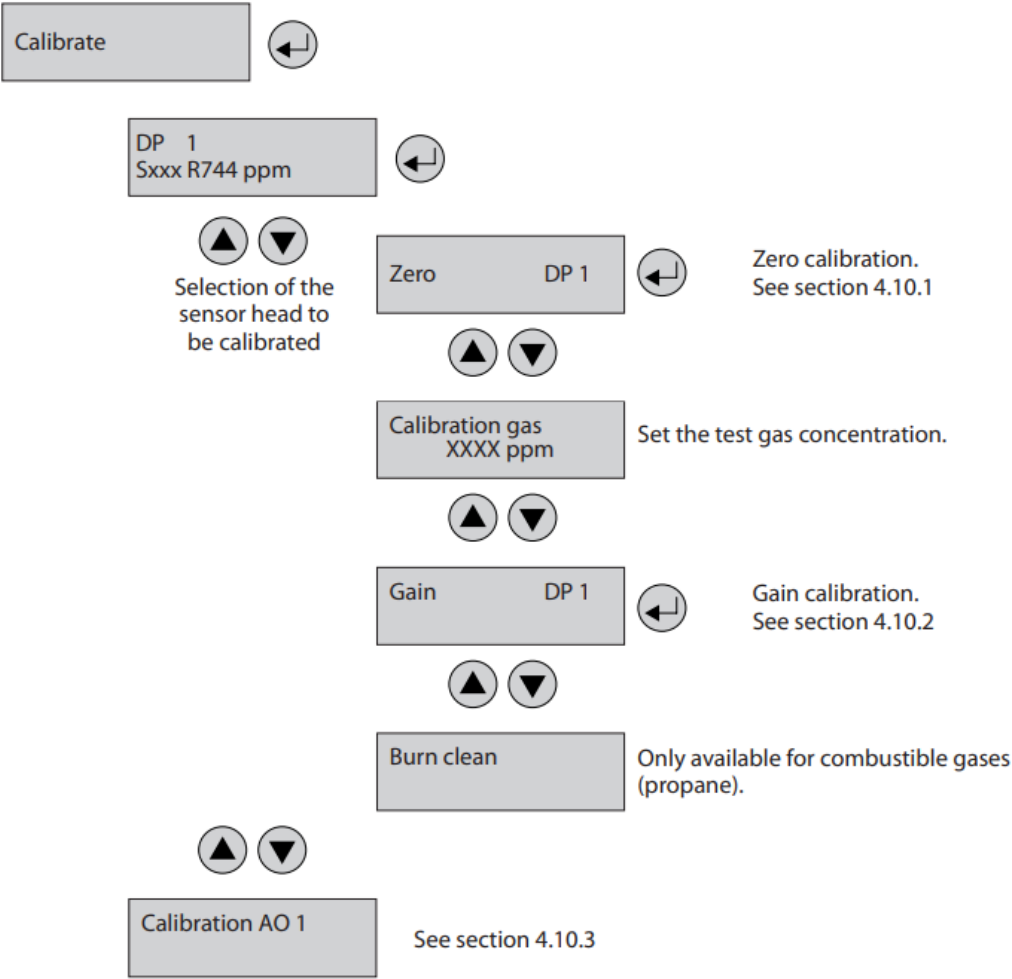 Calibrate
DP 1
Sxxx R744 ppm
Selection of the
sensor head to
be calibrated
Zero DP 1
Zero calibration.
See section 4.10.1
Calibration gas
XXXX ppm
Set the test gas concentration.
Gain DP 1
Gain calibration.
See section 4.10.2
Burn clean
Only available for combustible gases
(propane).
Calibration AO 1
See section 4.10.3